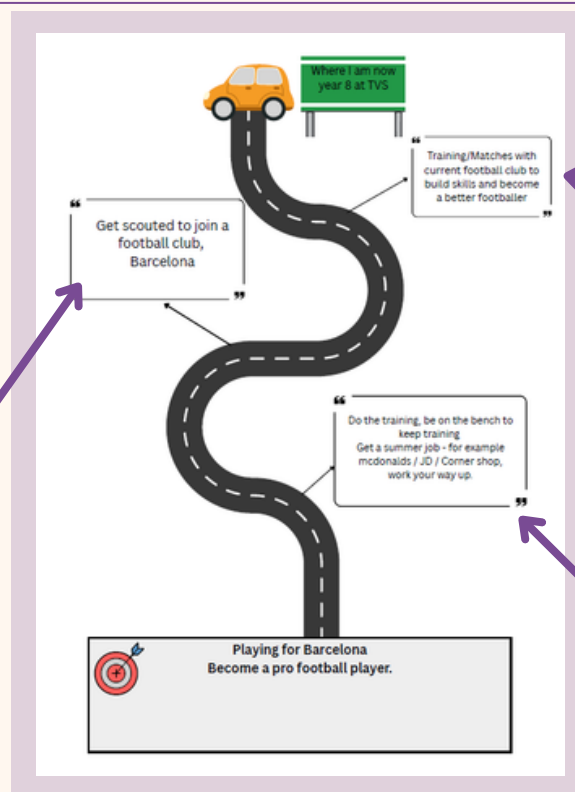 Where I am now
year 8 at TVS
Training/Matches with
current football club to
build skills and become
a better footballer
Get scouted to join a
football club,
Barcelona
Do the training, be on the bench to
keep training
Get a summer job - for example
mcdonalds / JD / Corner shop,
work your way up.
Playing for Barcelona
Become a pro football player.